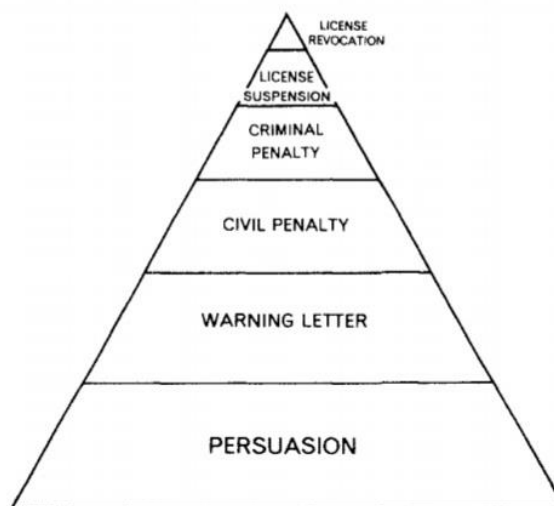 LICENSE
REVOCATION
LICENSE
SUSPENSION
CRIMINAL
PENALTY
CIVIL PENALTY
WARNING LETTER
PERSUASION